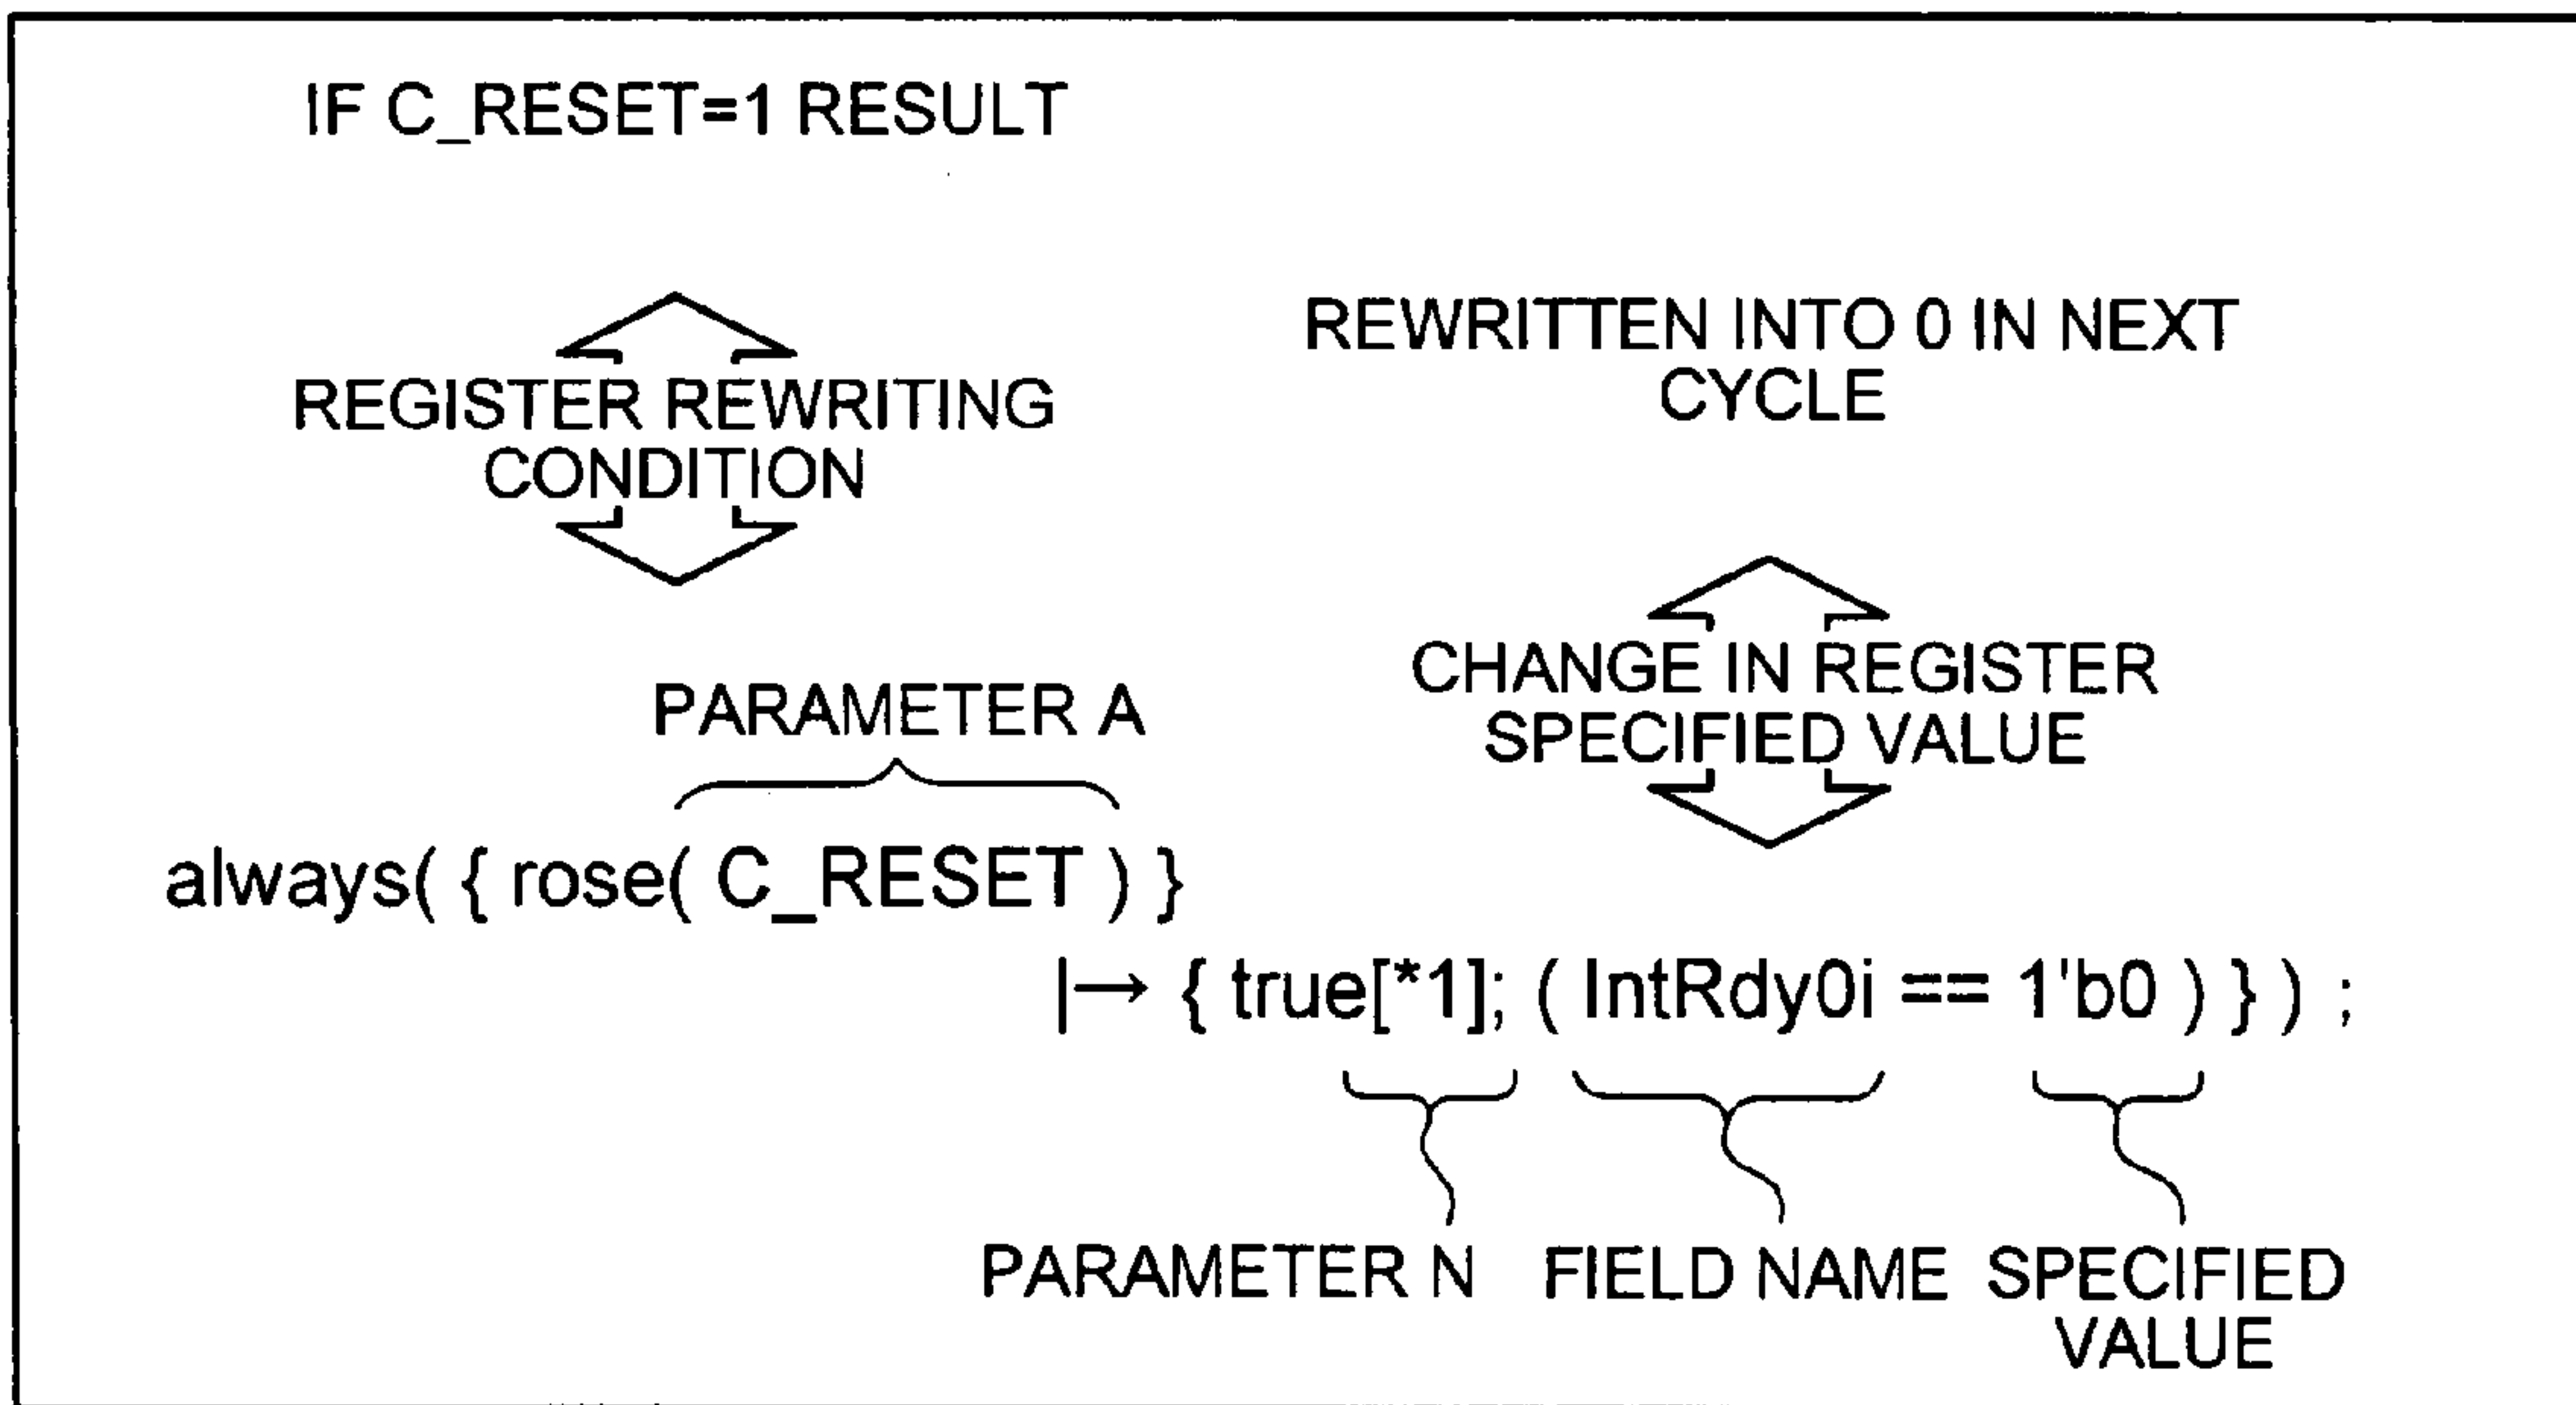 IF C_RESET=1 RESULT
REWRITTEN INTO 0 IN NEXT
CYCLE
REGISTER REWRITING
CONDITION
CHANGE IN REGISTER
SPECIFIED VALUE
PARAMETER A
always( { rose( C_RESET ) }
|→ { true[*1]; ( IntRdy0i == 1'b0 ) } ) ;
PARAMETER N
FIELD NAME
SPECIFIED
VALUE